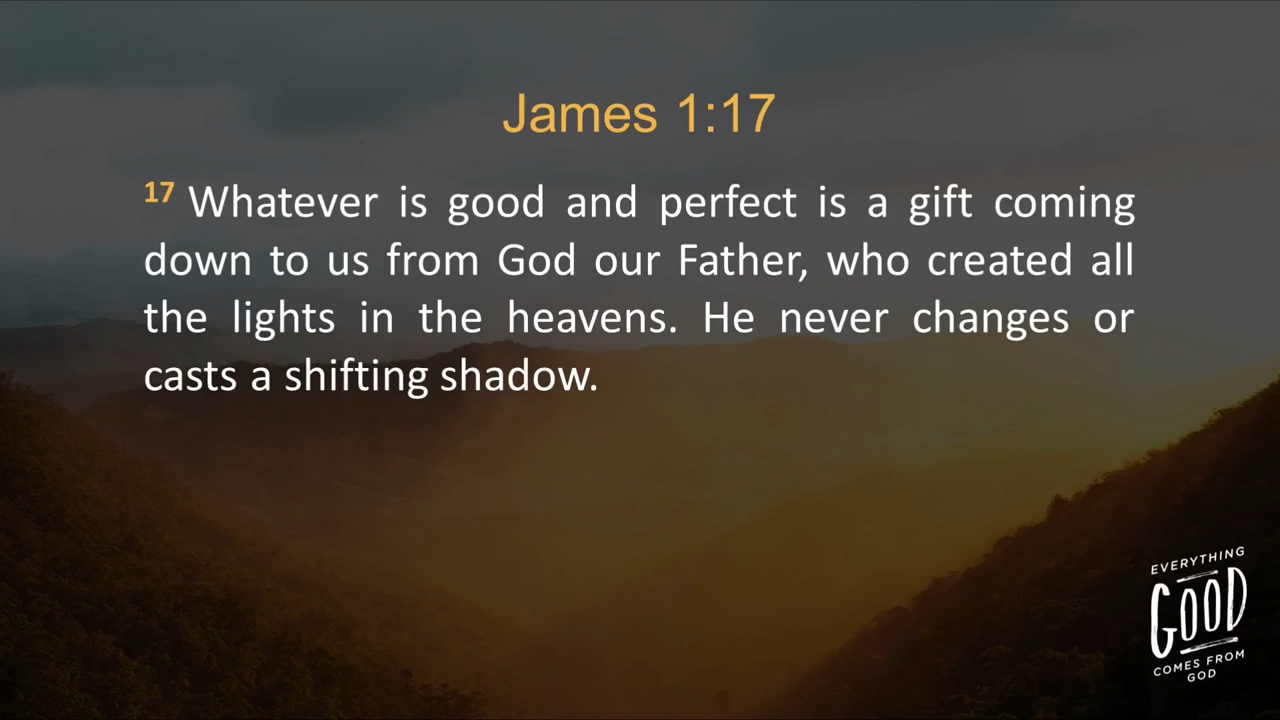 James 1:17
17 Whatever is good and perfect is a gift coming
down to us from God our Father, who created all
the lights in the heavens. He never changes or
casts a shifting shadow.
EVERYTHING
GOOD
COMES FROM
GOD